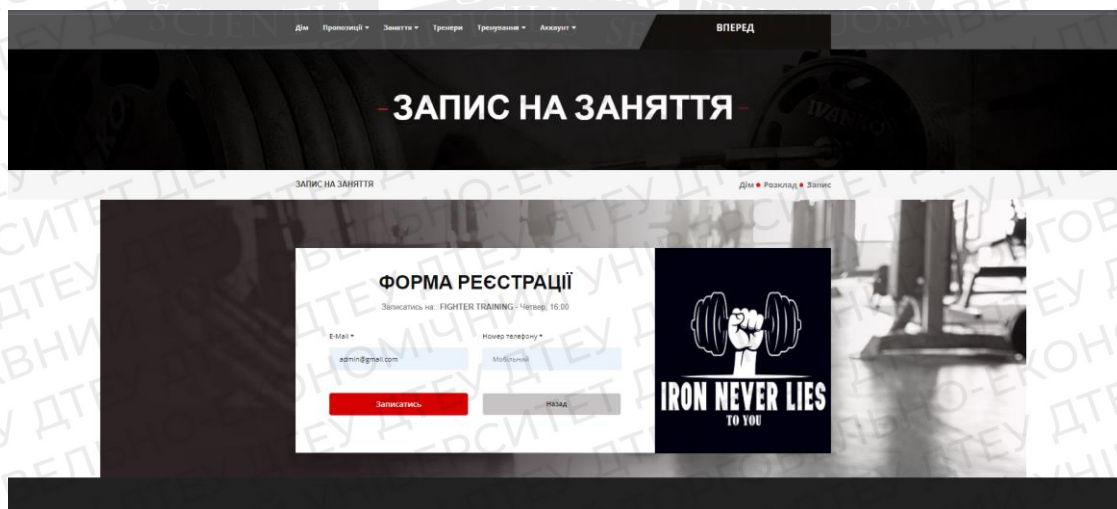 Дім Пропозиції Заняття Тренери Тренування Аккаунт ВПЕРЕД
- ЗАПИС НА ЗАНЯТТЯ -
IVANKO
ЗАПИС НА ЗАНЯТТЯ Дім • Розклад • Запис
ФОРМА РЕЄСТРАЦІЇ
Записатись на:: FIGHTER TRAINING - Четвер, 16:00
E-Mail * Номер телефону *
admin@gmail.com Мобільний
Записатись Назад
IRON NEVER LIES
TO YOU